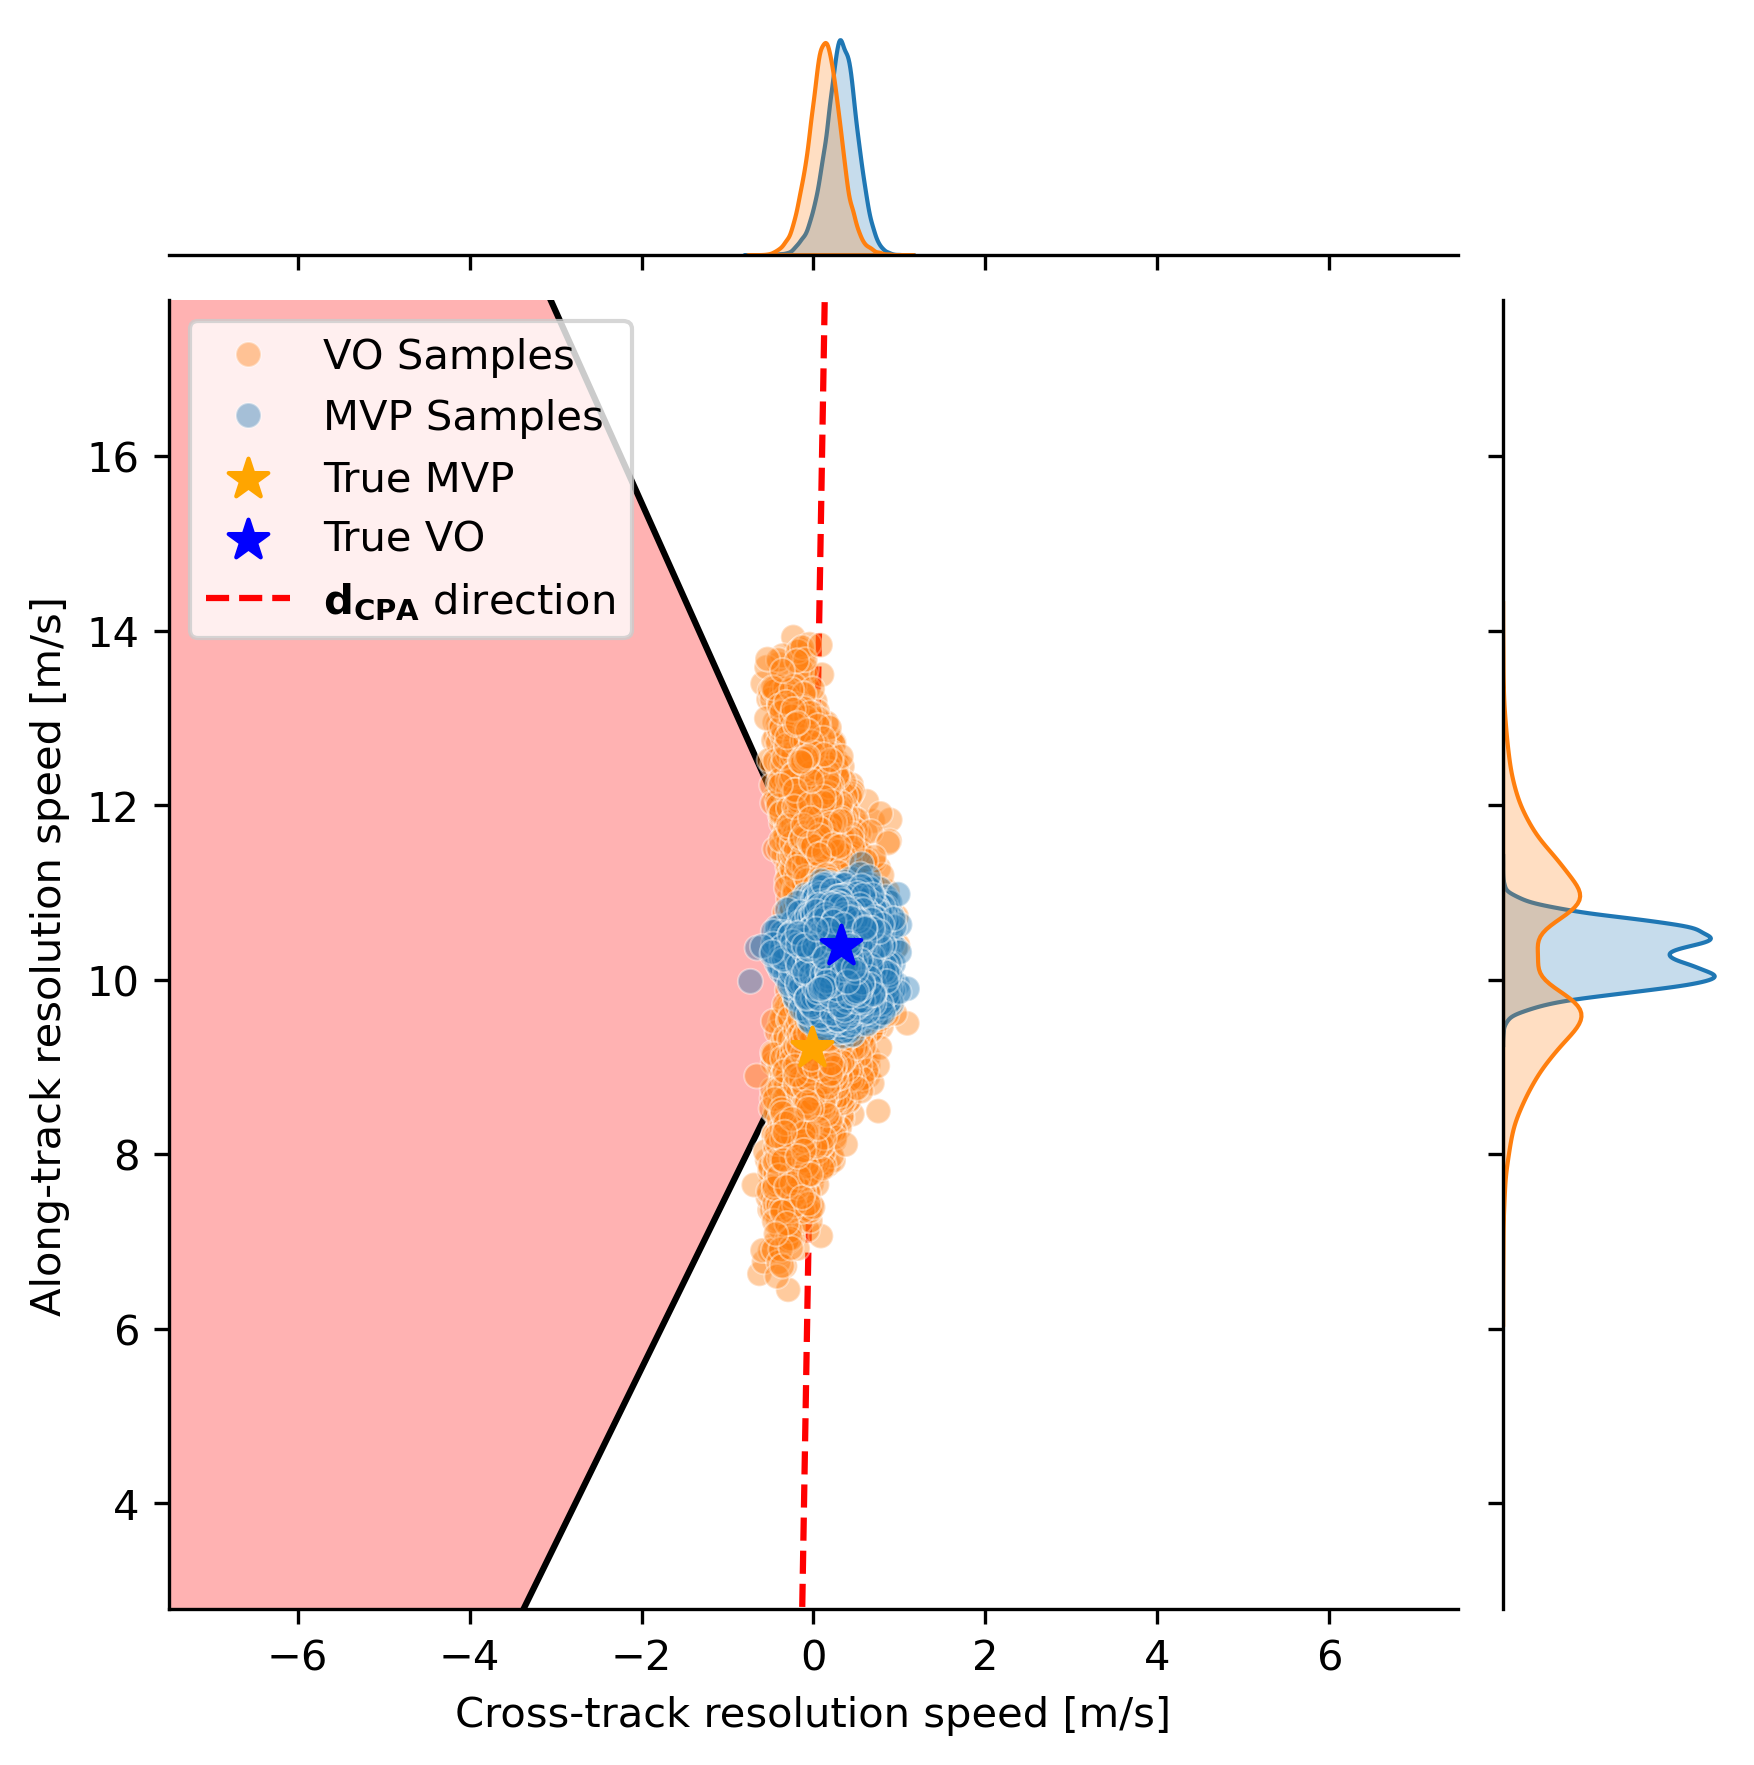 VO Samples
MVP Samples
True MVP
True VO
d_CPA direction
16
14
12
10
8
6
4
Along-track resolution speed [m/s]
−6 −4 −2 0 2 4 6
Cross-track resolution speed [m/s]